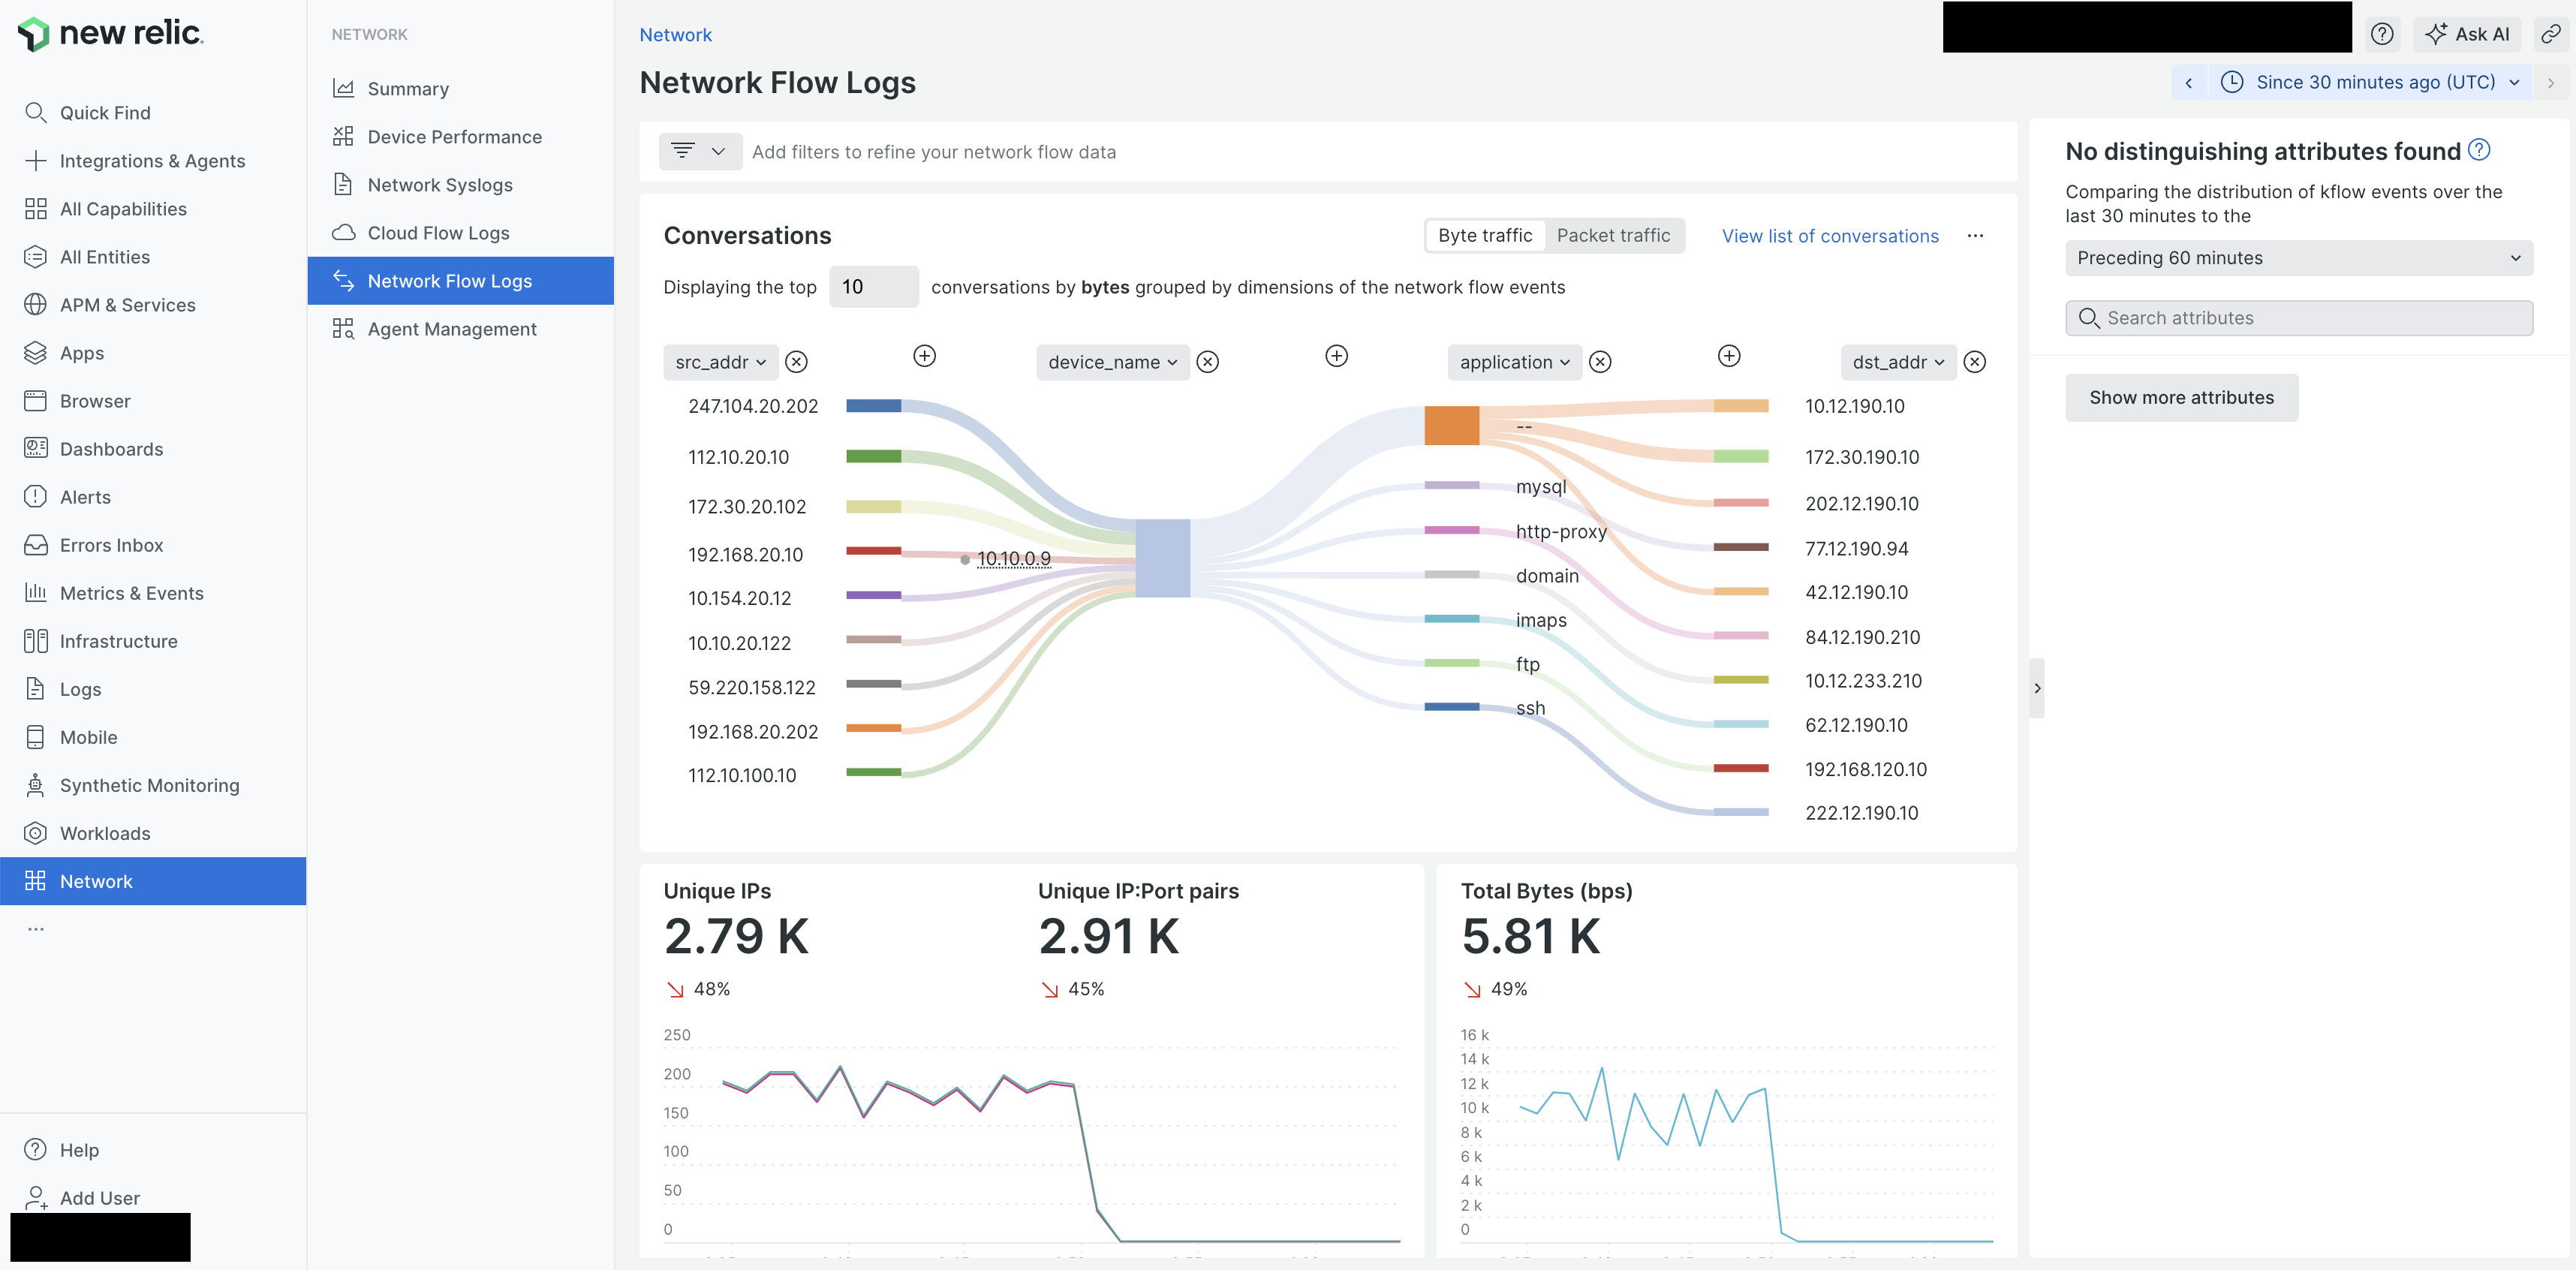 new relic.
Quick Find
Integrations & Agents
All Capabilities
All Entities
APM & Services
Apps
Browser
Dashboards
Alerts
Errors Inbox
Metrics & Events
Infrastructure
Logs
Mobile
Synthetic Monitoring
Workloads
Network
...
Help
Add User
NETWORK
Summary
Device Performance
Network Syslogs
Cloud Flow Logs
Network Flow Logs
Agent Management
Network
Ask AI
Network Flow Logs
Since 30 minutes ago (UTC)
Add filters to refine your network flow data
Conversations
Byte traffic Packet traffic View list of conversations ...
Displaying the top 10 conversations by bytes grouped by dimensions of the network flow events
src_addr device_name application dst_addr
247.104.20.202
112.10.20.10
172.30.20.102
192.168.20.10
10.154.20.12
10.10.20.122
59.220.158.122
192.168.20.202
112.10.100.10
10.10.0.9
--
mysql
http-proxy
domain
imaps
ftp
ssh
10.12.190.10
172.30.190.10
202.12.190.10
77.12.190.94
42.12.190.10
84.12.190.210
10.12.233.210
62.12.190.10
192.168.120.10
222.12.190.10
Unique IPs
2.79 K
48%
Unique IP:Port pairs
2.91 K
45%
250
200
150
100
50
0
Total Bytes (bps)
5.81 K
49%
16 k
14 k
12 k
10 k
8 k
6 k
4 k
2 k
0
No distinguishing attributes found
Comparing the distribution of kflow events over the
last 30 minutes to the
Preceding 60 minutes
Search attributes
Show more attributes